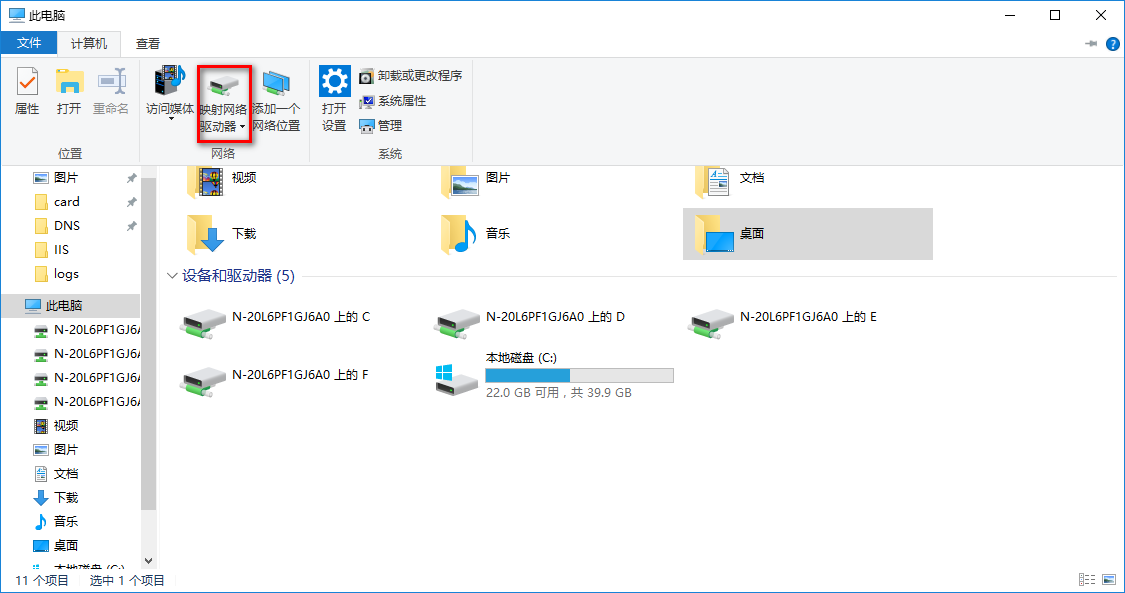 此电脑
文件
计算机
查看
属性
打开
重命名
位置
访问媒体
映射网络
驱动器
添加一个
网络位置
网络
打开
设置
卸载或更改程序
系统属性
管理
系统
图片
card
DNS
IIS
logs
此电脑
N-20L6PF1GJ6A
N-20L6PF1GJ6A
N-20L6PF1GJ6A
N-20L6PF1GJ6A
视频
图片
文档
下载
音乐
桌面
本地磁盘 (C:)
视频
图片
文档
下载
音乐
桌面
设备和驱动器 (5)
N-20L6PF1GJ6A0 上的 C
N-20L6PF1GJ6A0 上的 D
N-20L6PF1GJ6A0 上的 E
N-20L6PF1GJ6A0 上的 F
本地磁盘 (C:)
22.0 GB 可用，共 39.9 GB
11 个项目
选中 1 个项目